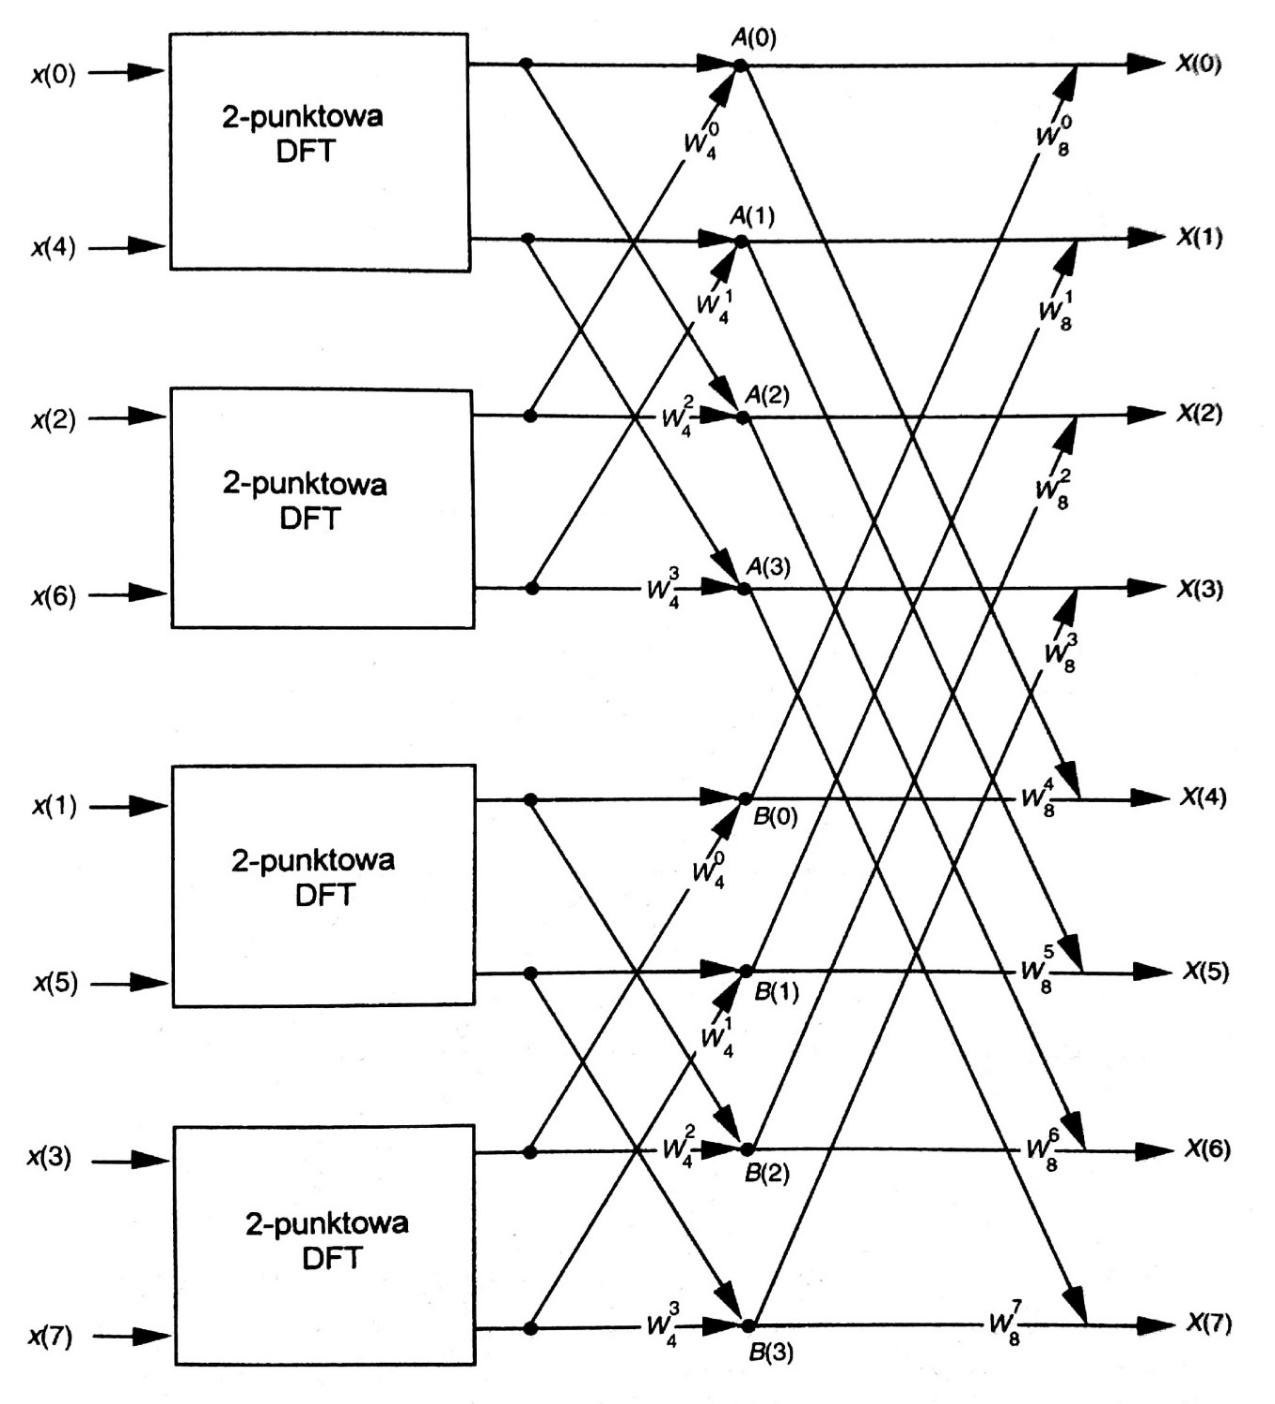 A(0)
x(0)
X(0)
2-punktowa
DFT
W₄⁰
W₈⁰
A(1)
x(4)
X(1)
W₄¹
W₈¹
A(2)
x(2)
W₄²
X(2)
2-punktowa
DFT
W₈²
A(3)
x(6)
W₄³
X(3)
W₈³
x(1)
B(0)
W₈⁴
X(4)
2-punktowa
DFT
W₄⁰
x(5)
B(1)
W₈⁵
X(5)
W₄¹
x(3)
W₄²
B(2)
W₈⁶
X(6)
2-punktowa
DFT
x(7)
W₄³
B(3)
W₈⁷
X(7)